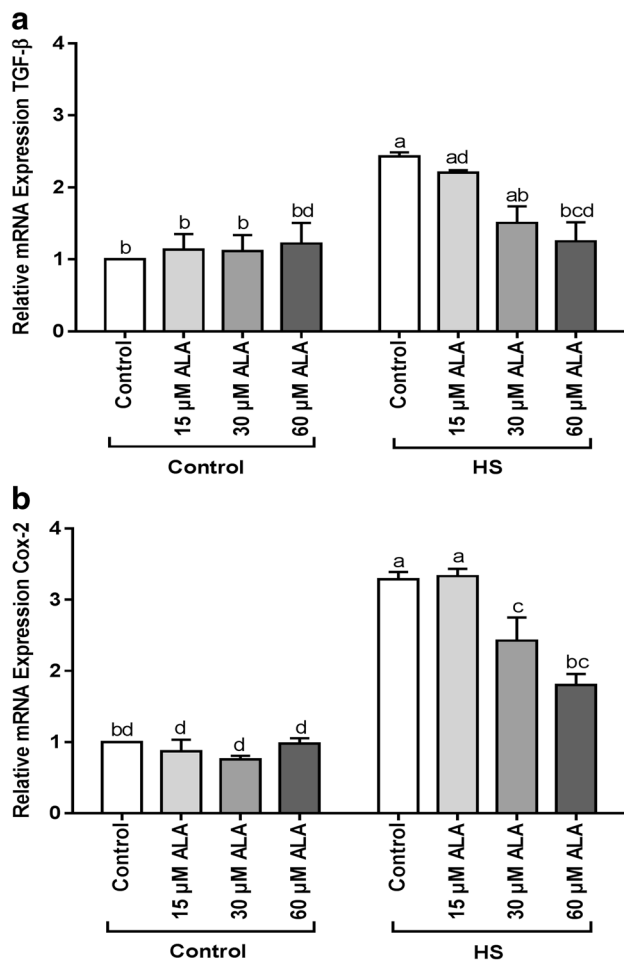 a
Relative mRNA Expression TGF-β
4
3
2
1
0
b
b
b
bd
a
ad
ab
bcd
Control
15 µM ALA
30 µM ALA
60 µM ALA
Control
15 µM ALA
30 µM ALA
60 µM ALA
Control
HS
b
Relative mRNA Expression Cox-2
4
3
2
1
0
bd
d
d
d
a
a
c
bc
Control
15 µM ALA
30 µM ALA
60 µM ALA
Control
15 µM ALA
30 µM ALA
60 µM ALA
Control
HS